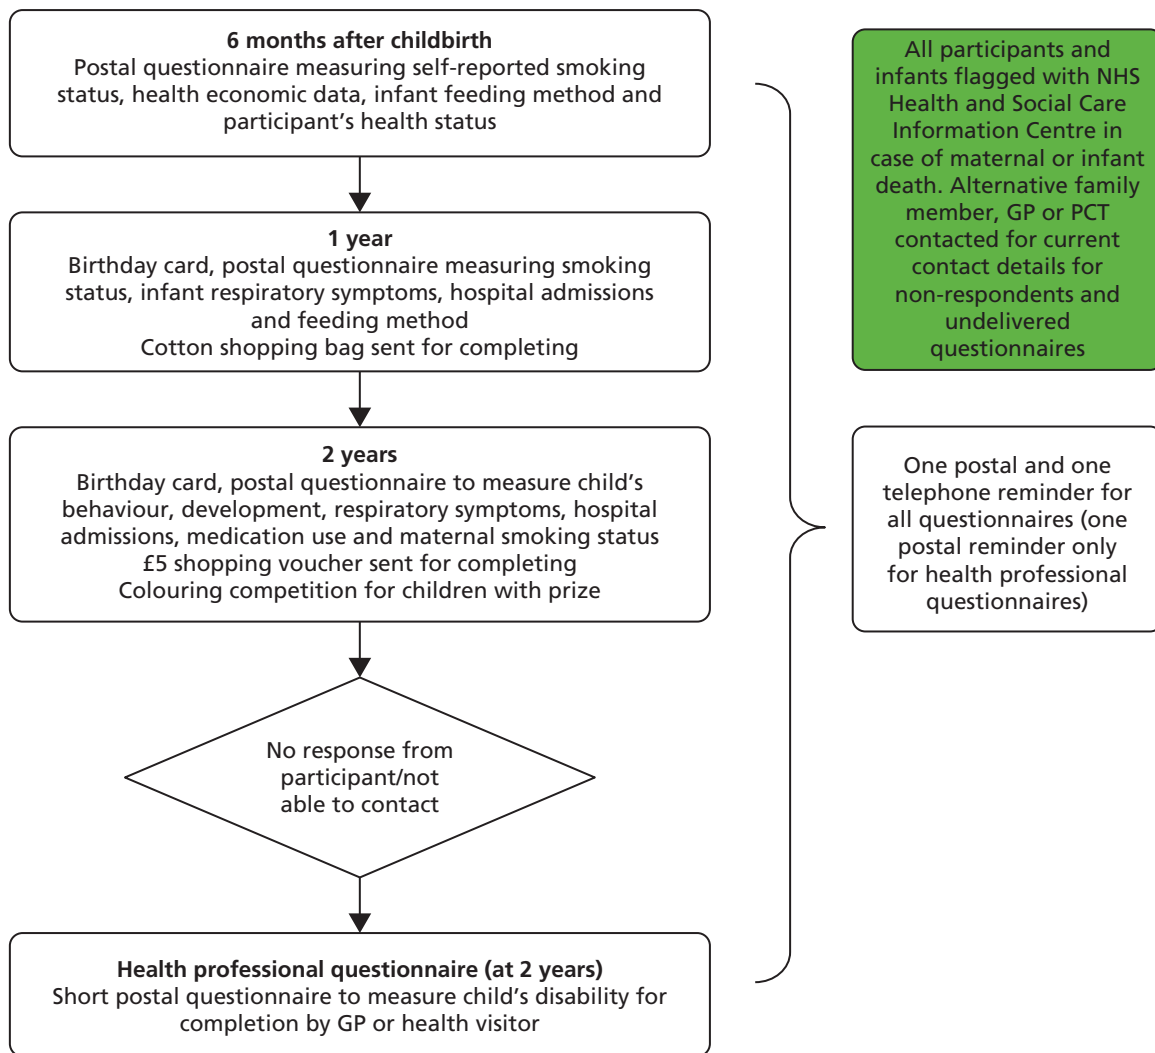 6 months after childbirth
Postal questionnaire measuring self-reported smoking
status, health economic data, infant feeding method and
participant's health status
1 year
Birthday card, postal questionnaire measuring smoking
status, infant respiratory symptoms, hospital admissions
and feeding method
Cotton shopping bag sent for completing
2 years
Birthday card, postal questionnaire to measure child's
behaviour, development, respiratory symptoms, hospital
admissions, medication use and maternal smoking status
£5 shopping voucher sent for completing
Colouring competition for children with prize
No response from
participant/not
able to contact
Health professional questionnaire (at 2 years)
Short postal questionnaire to measure child's disability for
completion by GP or health visitor
All participants and
infants flagged with NHS
Health and Social Care
Information Centre in
case of maternal or infant
death. Alternative family
member, GP or PCT
contacted for current
contact details for
non-respondents and
undelivered
questionnaires
One postal and one
telephone reminder for
all questionnaires (one
postal reminder only
for health professional
questionnaires)